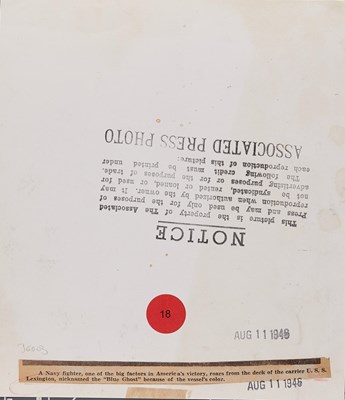 NOTICE
This picture is the property of The Associated
Press and may be used only for the purposes of
reproduction when authorized by the owner. It may
not be syndicated, rented or loaned, or used for
advertising purposes or for the purposes of trade.
The following credit must be printed under
each reproduction of this picture:
ASSOCIATED PRESS PHOTO
18
AUG 11 1945
A Navy fighter, one of the big factors in America's victory, roars from the deck of the carrier U. S. S.
Lexington, nicknamed the "Blue Ghost" because of the vessel's color.
AUG 11 1945